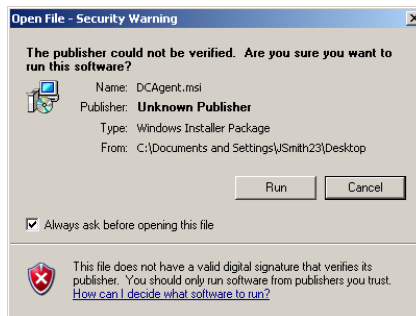 Open File - Security Warning
The publisher could not be verified. Are you sure you want to
run this software?
Name: DCAgent.msi
Publisher: Unknown Publisher
Type: Windows Installer Package
From: C:\Documents and Settings\JSmith23\Desktop
Run Cancel
Always ask before opening this file
This file does not have a valid digital signature that verifies its
publisher. You should only run software from publishers you trust.
How can I decide what software to run?